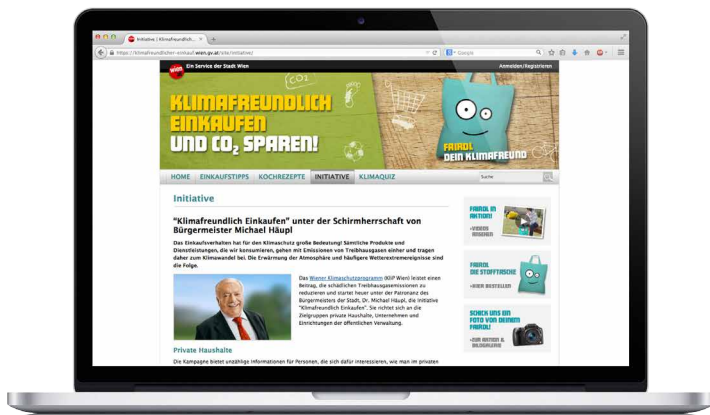 Initiative | Klimafreundlich...
https://klimafreundlicher-einkauf.wien.gv.at/site/initiative/
Google
Ein Service der Stadt Wien
Anmelden/Registrieren
KLIMAFREUNDLICH
EINKAUFEN
UND CO₂ SPAREN!
CO2
FAIRDL
DEIN KLIMAFREUND
HOME EINKAUFSTIPPS KOCHREZEPTE INITIATIVE KLIMAQUIZ
Suche
Initiative
"Klimafreundlich Einkaufen" unter der Schirmherrschaft von
Bürgermeister Michael Häupl
Das Einkaufsverhalten hat für den Klimaschutz große Bedeutung! Sämtliche Produkte und
Dienstleistungen, die wir konsumieren, gehen mit Emissionen von Treibhausgasen einher und tragen
daher zum Klimawandel bei. Die Erwärmung der Atmosphäre und häufigere Wetterextremereignisse sind
die Folge.
Das Wiener Klimaschutzprogramm (KliP Wien) leistet einen
Beitrag, die schädlichen Treibhausgasemissionen zu
reduzieren und startet heuer unter der Patronanz des
Bürgermeisters der Stadt, Dr. Michael Häupl, die Initiative
"Klimafreundlich Einkaufen". Sie richtet sich an die
Zielgruppen private Haushalte, Unternehmen und
Einrichtungen der öffentlichen Verwaltung.
Private Haushalte
Die Kampagne bietet unzählige Informationen für Personen, die sich dafür interessieren, wie man im privaten
FAIRDL IN
AKTION!
VIDEOS
ANSEHEN
FAIRDL
DIE STOFFTASCHE
HIER BESTELLEN
SCHICK UNS EIN
FOTO VON DEINEM
FAIRDL!
ZUR AKTION &
BILDGALERIE